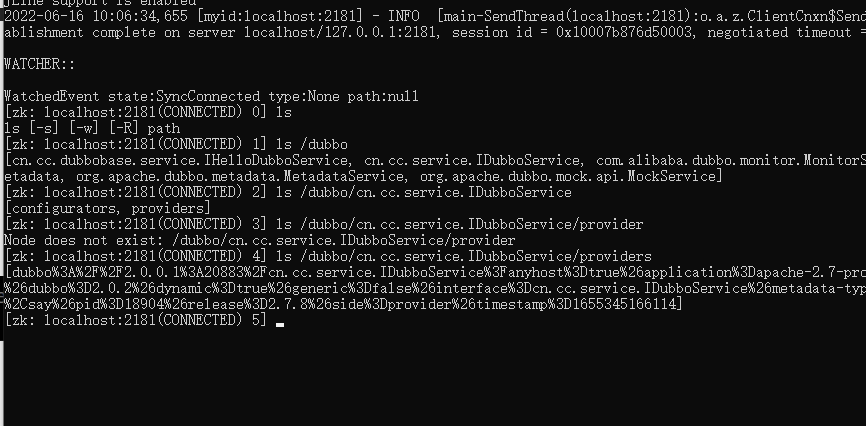 JLine support is enabled
2022-06-16 10:06:34,655 [myid:localhost:2181] - INFO  [main-SendThread(localhost:2181):o.a.z.ClientCnxn$Send
ablishment complete on server localhost/127.0.0.1:2181, session id = 0x10007b876d50003, negotiated timeout =
WATCHER::
WatchedEvent state:SyncConnected type:None path:null
[zk: localhost:2181(CONNECTED) 0] ls
ls [-s] [-w] [-R] path
[zk: localhost:2181(CONNECTED) 1] ls /dubbo
[cn.cc.dubbobase.service.IHelloDubboService, cn.cc.service.IDubboService, com.alibaba.dubbo.monitor.MonitorS
etadata, org.apache.dubbo.metadata.MetadataService, org.apache.dubbo.mock.api.MockService]
[zk: localhost:2181(CONNECTED) 2] ls /dubbo/cn.cc.service.IDubboService
[configurators, providers]
[zk: localhost:2181(CONNECTED) 3] ls /dubbo/cn.cc.service.IDubboService/provider
Node does not exist: /dubbo/cn.cc.service.IDubboService/provider
[zk: localhost:2181(CONNECTED) 4] ls /dubbo/cn.cc.service.IDubboService/providers
[dubbo%3A%2F%2F2.0.0.1%3A20883%2Fcn.cc.service.IDubboService%3Fanyhost%3Dtrue%26application%3Dapache-2.7-pro
%26dubbo%3D2.0.2%26dynamic%3Dtrue%26generic%3Dfalse%26interface%3Dcn.cc.service.IDubboService%26metadata-typ
%2Csay%26pid%3D18904%26release%3D2.7.8%26side%3Dprovider%26timestamp%3D1655345166114]
[zk: localhost:2181(CONNECTED) 5]